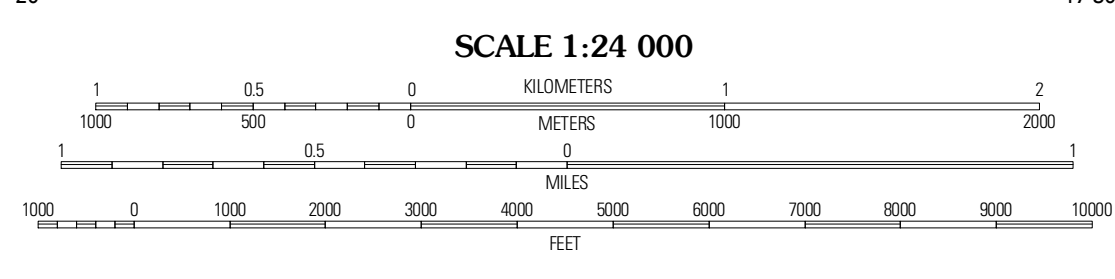 SCALE 1:24 000
1 0.5 0 KILOMETERS 1 2
1000 500 0 METERS 1000 2000
1 0.5 0 1
MILES
1000 0 1000 2000 3000 4000 5000 6000 7000 8000 9000 10000
FEET